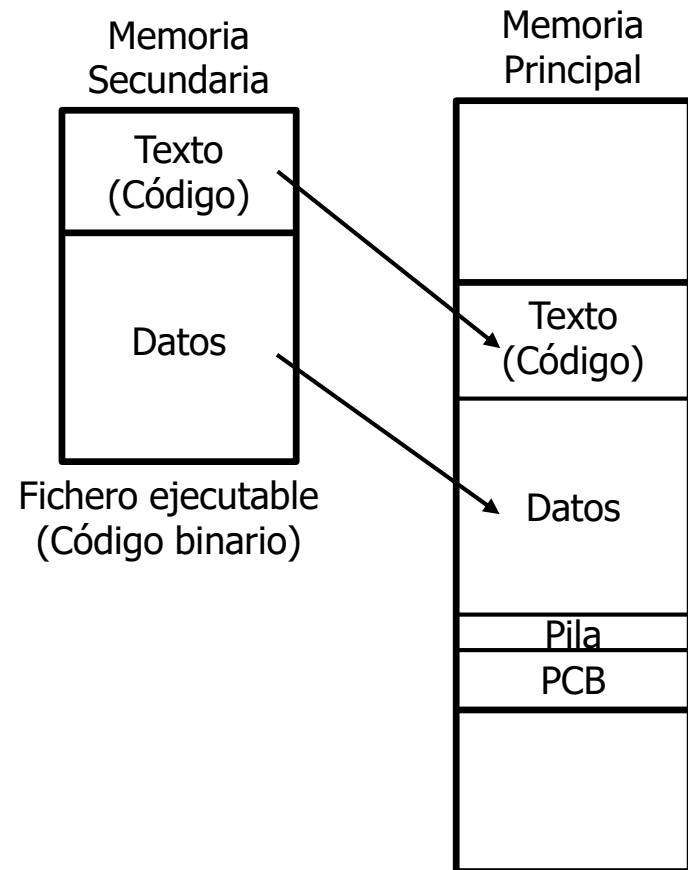 Memoria
Secundaria
Texto
(Código)
Datos
Fichero ejecutable
(Código binario)
Memoria
Principal
Texto
(Código)
Datos
Pila
PCB